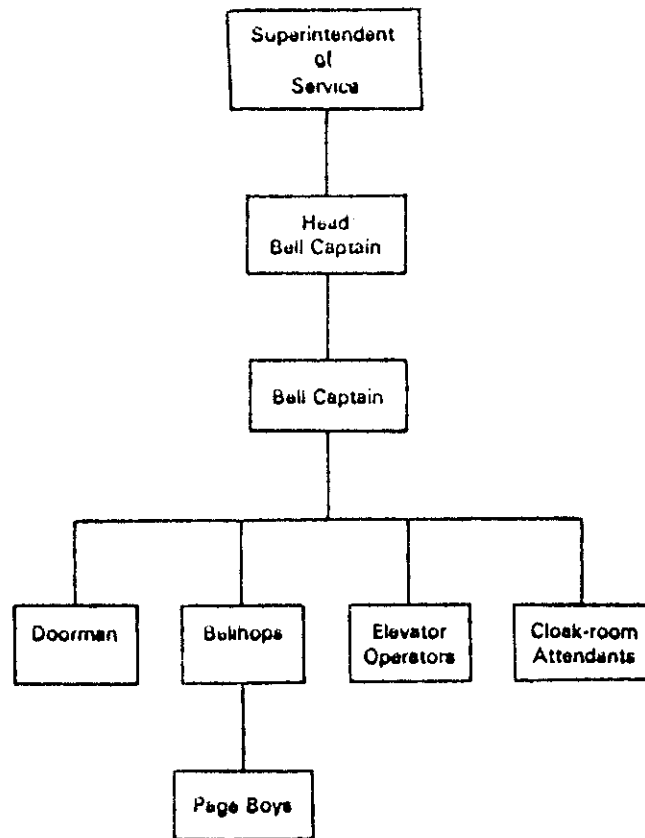 Superintendent
of
Service
Head
Bell Captain
Bell Captain
Doorman
Bellhops
Elevator
Operators
Cloak-room
Attendants
Page Boys